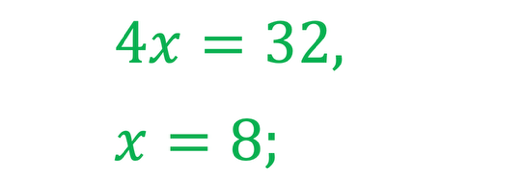 4x = 32,
x = 8;